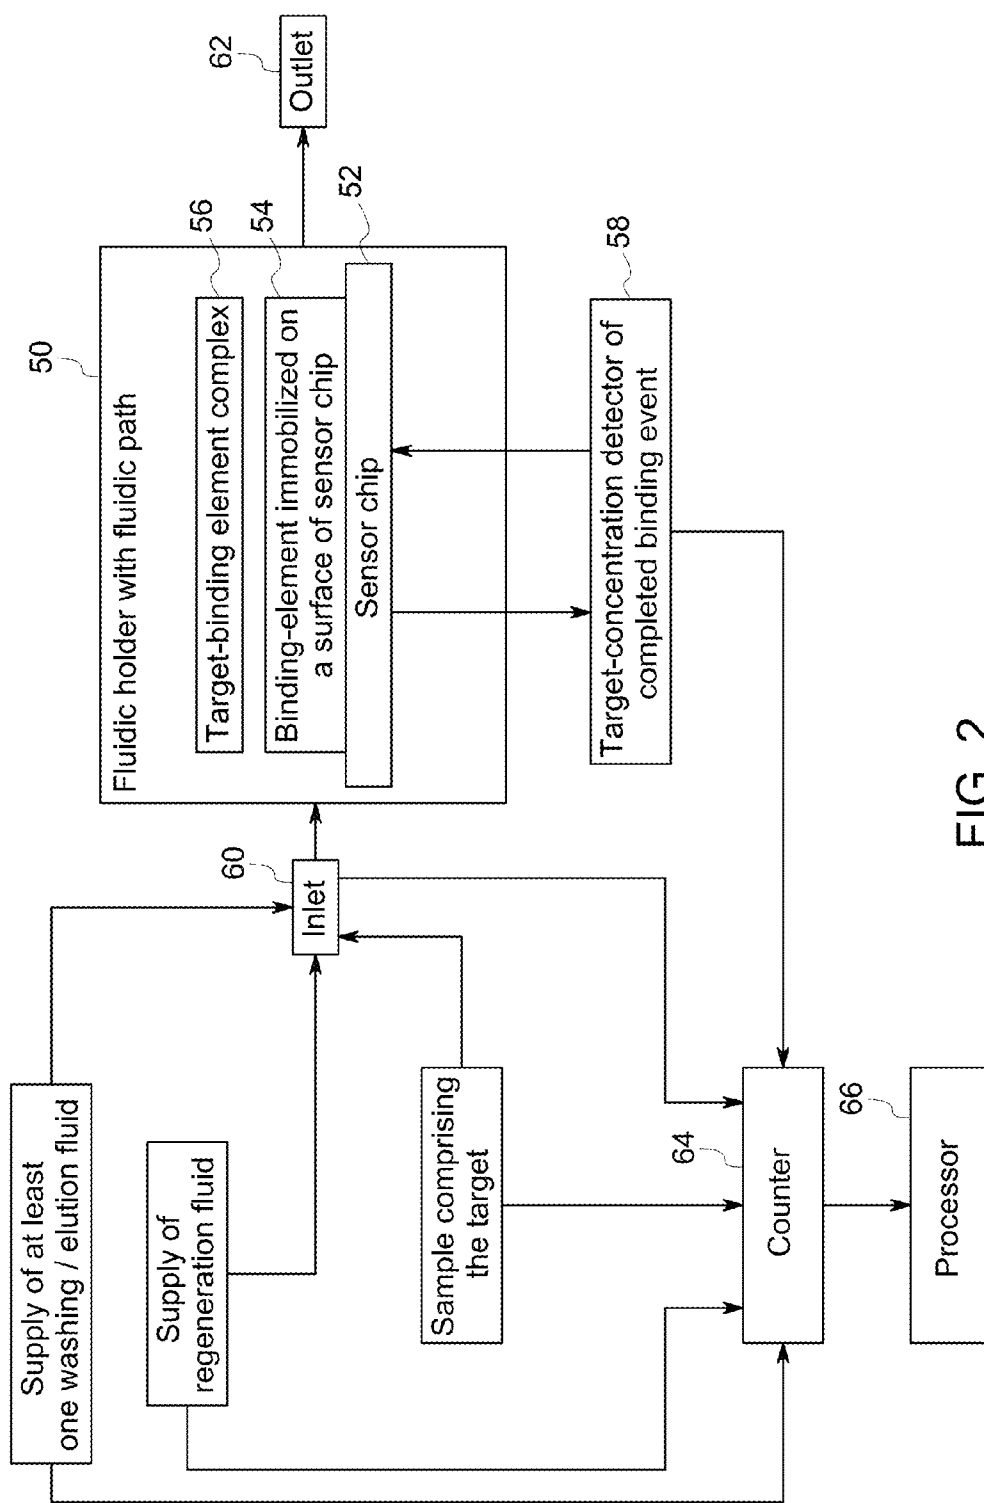 Supply of at least
one washing / elution fluid
Supply of
regeneration fluid
Sample comprising
the target
60
Inlet
50
Fluidic holder with fluidic path
56
Target-binding element complex
54
Binding-element immobilized on
a surface of sensor chip
52
Sensor chip
62
Outlet
58
Target-concentration detector of
completed binding event
64
Counter
66
Processor
FIG. 2